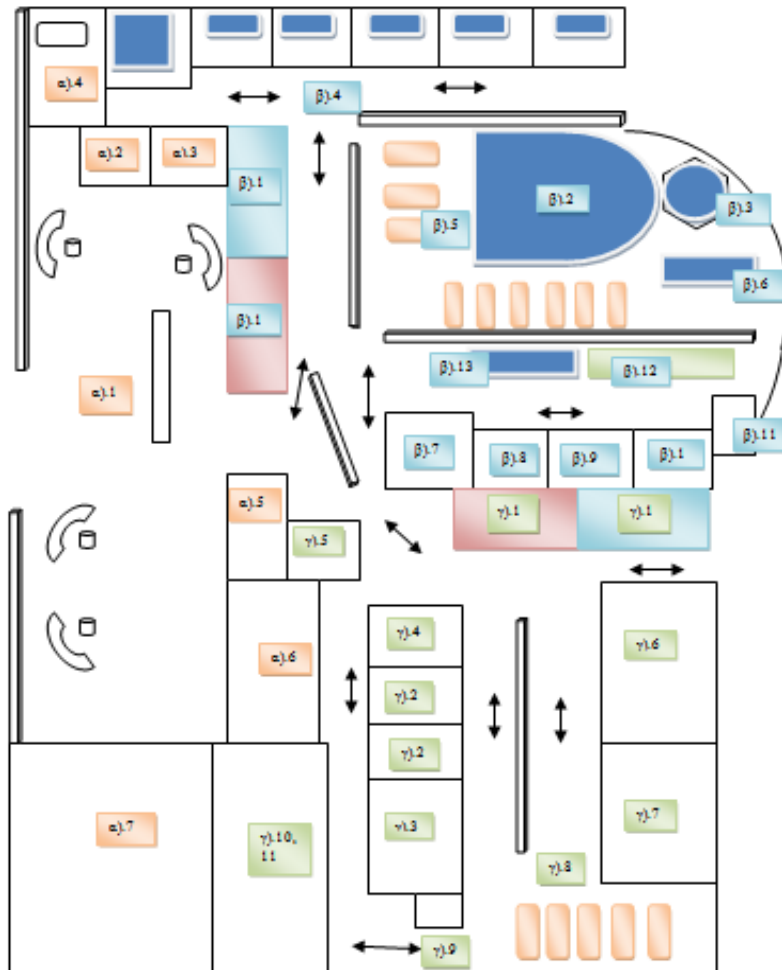 α).4
β).4
α).2
α).3
β).1
β).2
β).3
β).5
β).6
β).1
β).13
β).12
α).1
β).11
β).7
β).8
β).9
β).1
α).5
γ).1
γ).1
γ).5
γ).4
γ).6
α).6
γ).2
γ).2
α).7
γ).3
γ).7
γ).10,
11
γ).8
γ).9